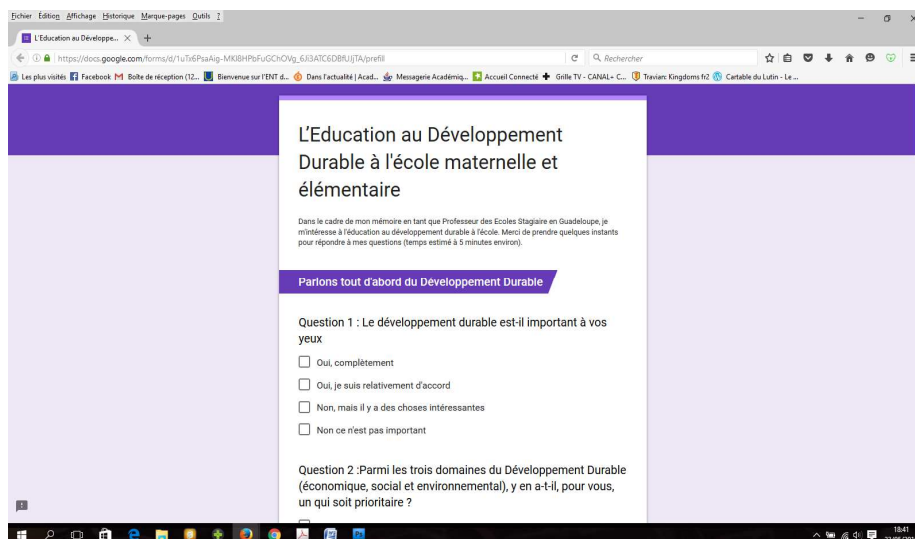 Fichier Édition Affichage Historique Marque-pages Outils ?
L'Education au Développe... × +
https://docs.google.com/forms/d/ /prefill
Rechercher
Les plus visités Facebook Boîte de réception (12... Bienvenue sur l'ENT d... Dans l'actualité | Acad... Messagerie Académiq... Accueil Connecté Grille TV - CANAL+ C... Travian: Kingdoms fr2 Cartable du Lutin - Le ...
L'Education au Développement
Durable à l'école maternelle et
élémentaire
Dans le cadre de mon mémoire en tant que Professeur des Ecoles Stagiaire en Guadeloupe, je
m'intéresse à l'éducation au développement durable à l'école. Merci de prendre quelques instants
pour répondre à mes questions (temps estimé à 5 minutes environ).
Parlons tout d'abord du Développement Durable
Question 1 : Le développement durable est-il important à vos
yeux
Oui, complètement
Oui, je suis relativement d'accord
Non, mais il y a des choses intéressantes
Non ce n'est pas important
Question 2 :Parmi les trois domaines du Développement Durable
(économique, social et environnemental), y en a-t-il, pour vous,
un qui soit prioritaire ?
18:41